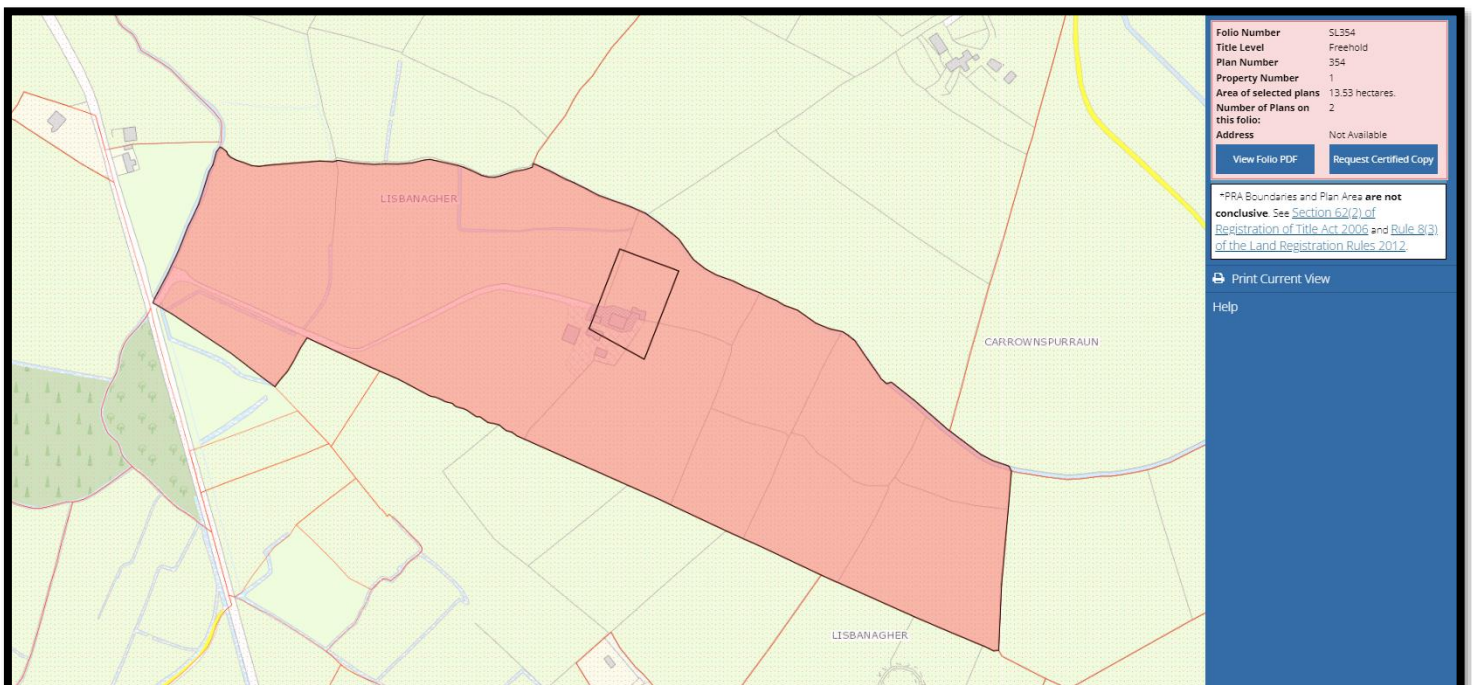 LISBANAGHER
CARROWNSPURRAUN
LISBANAGHER
Folio Number SL354
Title Level Freehold
Plan Number 354
Property Number 1
Area of selected plans 13.53 hectares.
Number of Plans on 2
this folio:
Address Not Available
View Folio PDF Request Certified Copy
*PRA Boundaries and Plan Area are not
conclusive. See Section 62(2) of
Registration of Title Act 2006 and Rule 8(3)
of the Land Registration Rules 2012.
Print Current View
Help